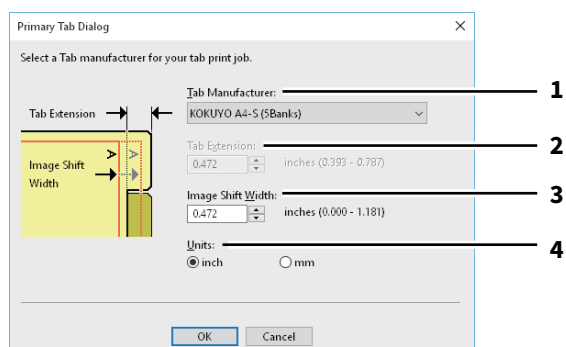 Primary Tab Dialog
Select a Tab manufacturer for your tab print job.
Tab Manufacturer:
1
Tab Extension
KOKUYO A4-S (5Banks)
A A
Tab Extension:
2
Image Shift
Width
0.472 inches (0.393 - 0.787)
Image Shift Width:
3
0.472 inches (0.000 - 1.181)
Units:
4
inch mm
OK Cancel